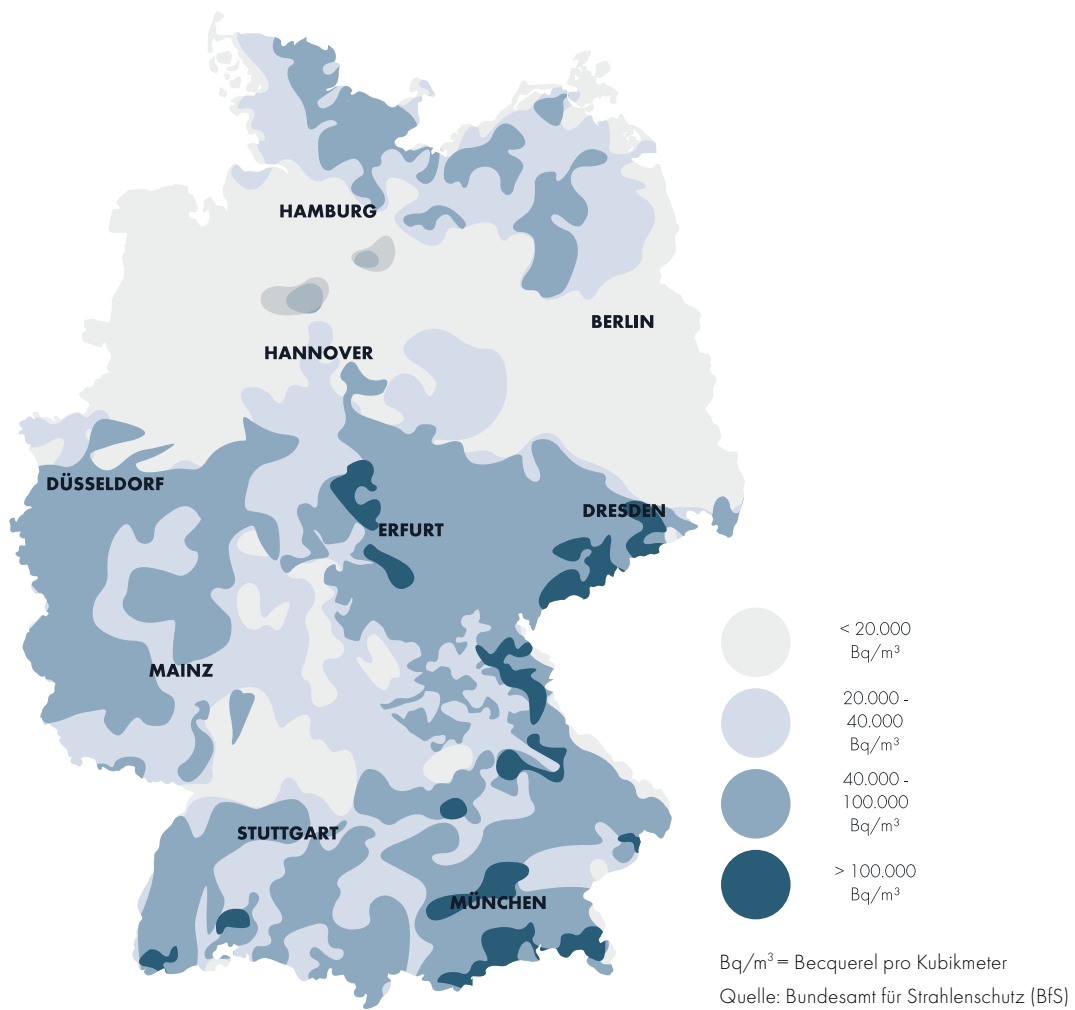 HAMBURG
BERLIN
HANNOVER
DÜSSELDORF
DRESDEN
ERFURT
MAINZ
STUTTGART
MÜNCHEN
< 20.000
Bq/m³
20.000 -
40.000
Bq/m³
40.000 -
100.000
Bq/m³
> 100.000
Bq/m³
Bq/m³ = Becquerel pro Kubikmeter
Quelle: Bundesamt für Strahlenschutz (BfS)